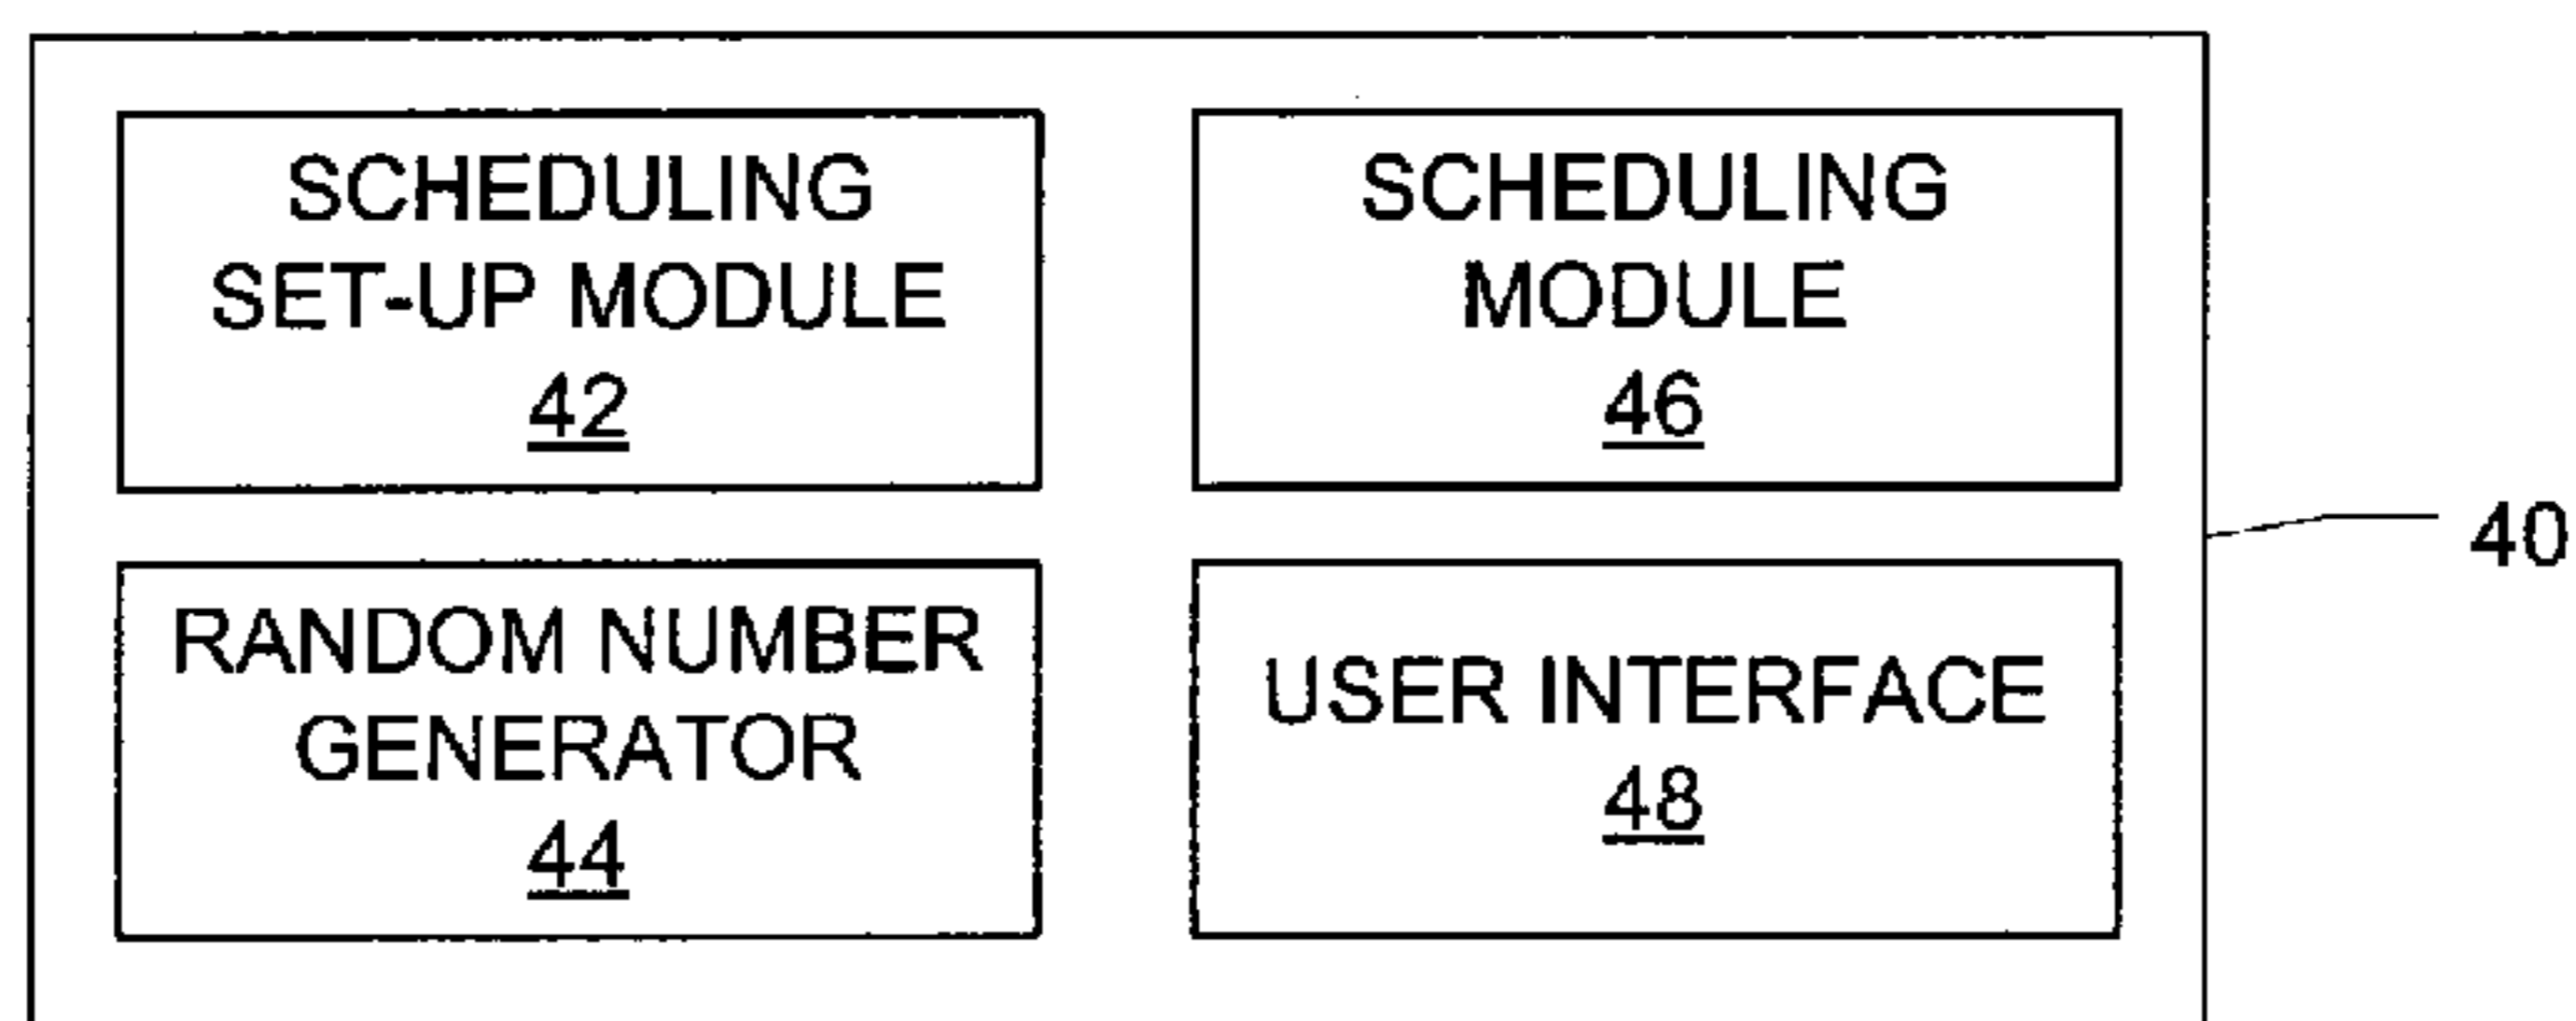 SCHEDULING
SET-UP MODULE
42
SCHEDULING
MODULE
46
40
RANDOM NUMBER
GENERATOR
44
USER INTERFACE
48